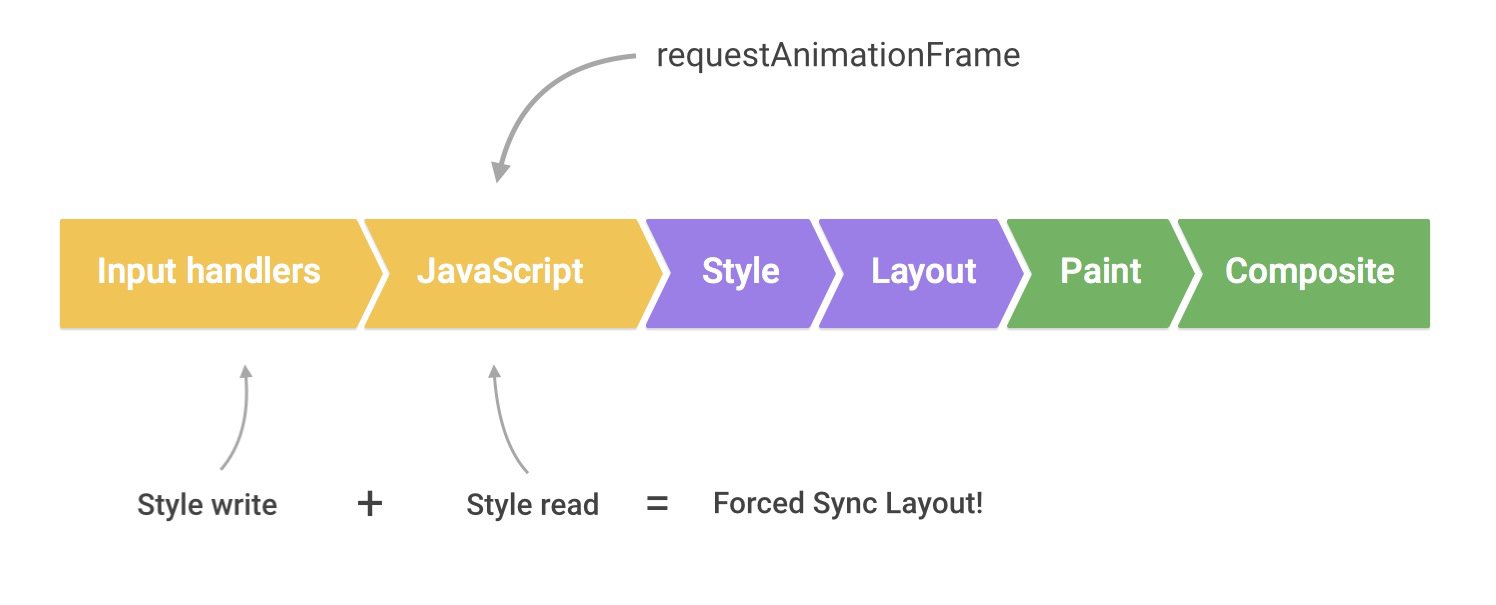 requestAnimationFrame
Input handlers JavaScript Style Layout Paint Composite
Style write + Style read = Forced Sync Layout!